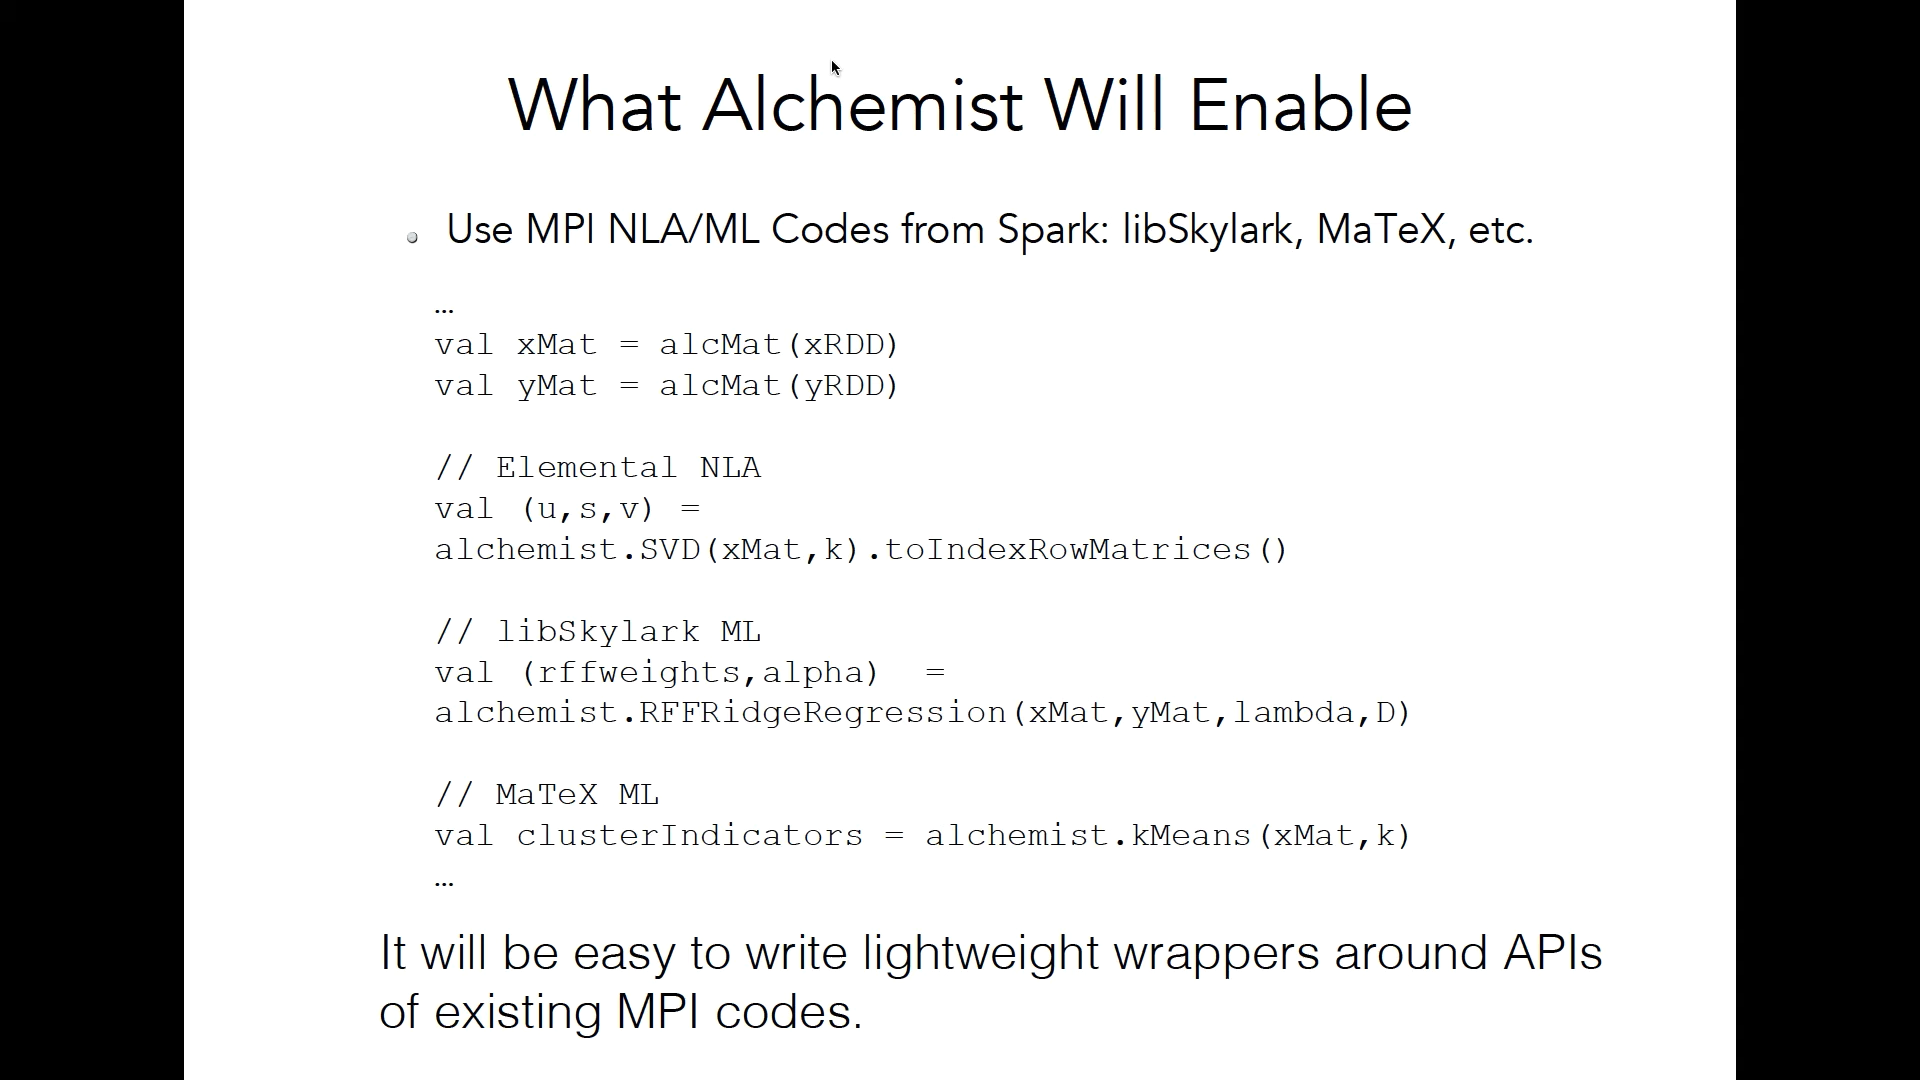 What Alchemist Will Enable
Use MPI NLA/ML Codes from Spark: libSkylark, MaTeX, etc.
…
val xMat = alcMat(xRDD)
val yMat = alcMat(yRDD)
// Elemental NLA
val (u,s,v) =
alchemist.SVD(xMat,k).toIndexRowMatrices()
// libSkylark ML
val (rffweights,alpha)  =
alchemist.RFFRidgeRegression(xMat,yMat,lambda,D)
// MaTeX ML
val clusterIndicators = alchemist.kMeans(xMat,k)
…
It will be easy to write lightweight wrappers around APIs
of existing MPI codes.